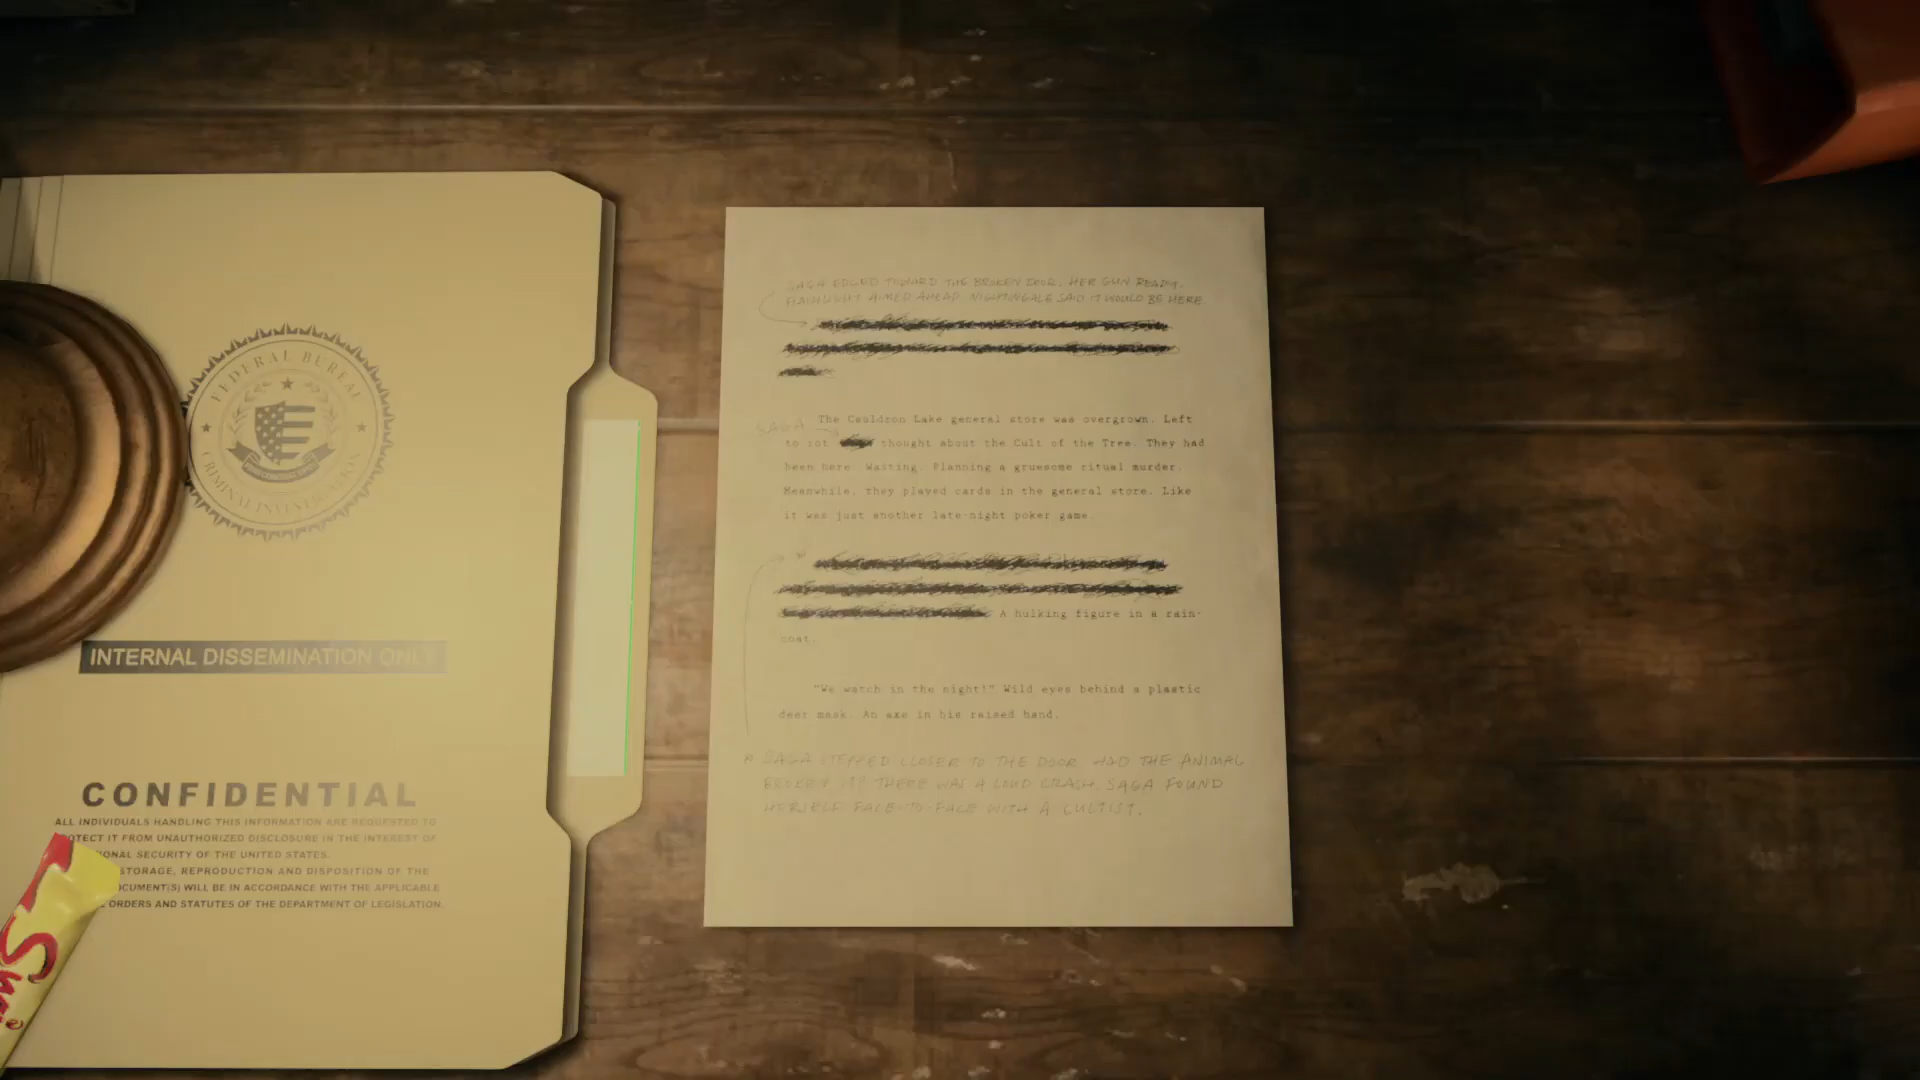 FEDERAL BUREAU
CRIMINAL INVESTIGATION
INTERNAL DISSEMINATION ONLY
CONFIDENTIAL
ALL INDIVIDUALS HANDLING THIS INFORMATION ARE REQUESTED TO
OTECT IT FROM UNAUTHORIZED DISCLOSURE IN THE INTEREST OF
ONAL SECURITY OF THE UNITED STATES.
STORAGE, REPRODUCTION AND DISPOSITION OF THE
OCUMENT(S) WILL BE IN ACCORDANCE WITH THE APPLICABLE
ORDERS AND STATUTES OF THE DEPARTMENT OF LEGISLATION.
SAGA EDGED TOWARD THE BROKEN DOOR, HER GUN READY,
FLASHLIGHT AIMED AHEAD. NIGHTINGALE SAID IT WOULD BE HERE
The Cauldron Lake general store was overgrown. Left
SAGA
to rot. thought about the Cult of the Tree. They had
been here. Waiting. Planning a gruesome ritual murder.
Meanwhile, they played cards in the general store. Like
it was just another late-night poker game.
A hulking figure in a rain-
coat.
"We watch in the night!" Wild eyes behind a plastic
deer mask. An axe in his raised hand.
SAGA STEPPED CLOSER TO THE DOOR. HAD THE ANIMAL
BROKEN IT? THERE WAS A LOUD CRASH. SAGA FOUND
HERSELF FACE-TO-FACE WITH A CULTIST.